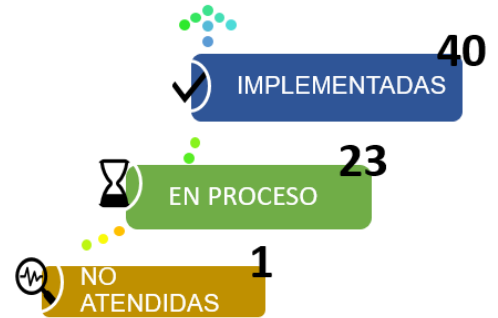 40
IMPLEMENTADAS
23
EN PROCESO
1
NO
ATENDIDAS